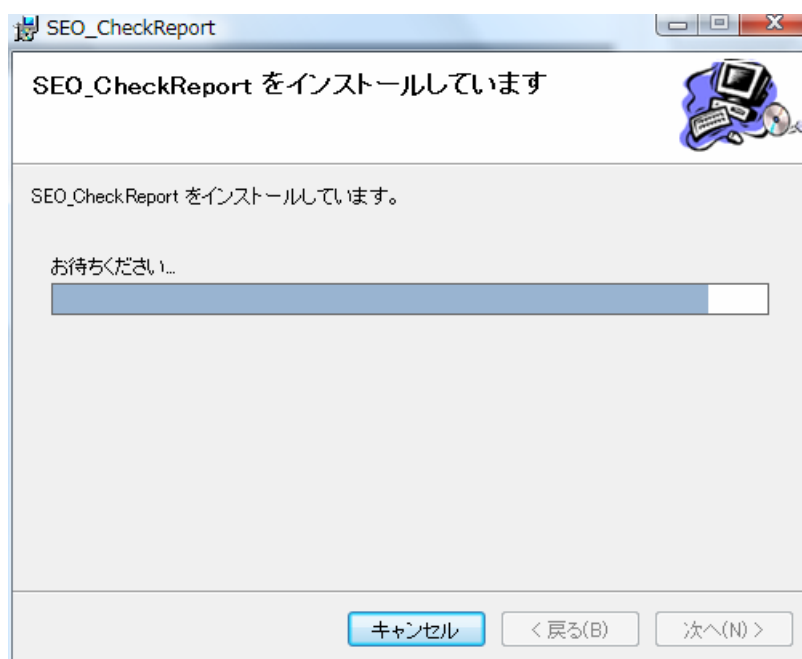 SEO_CheckReport
SEO_CheckReport をインストールしています
SEO_CheckReport をインストールしています。
お待ちください...
キャンセル
< 戻る(B)
次へ(N) >